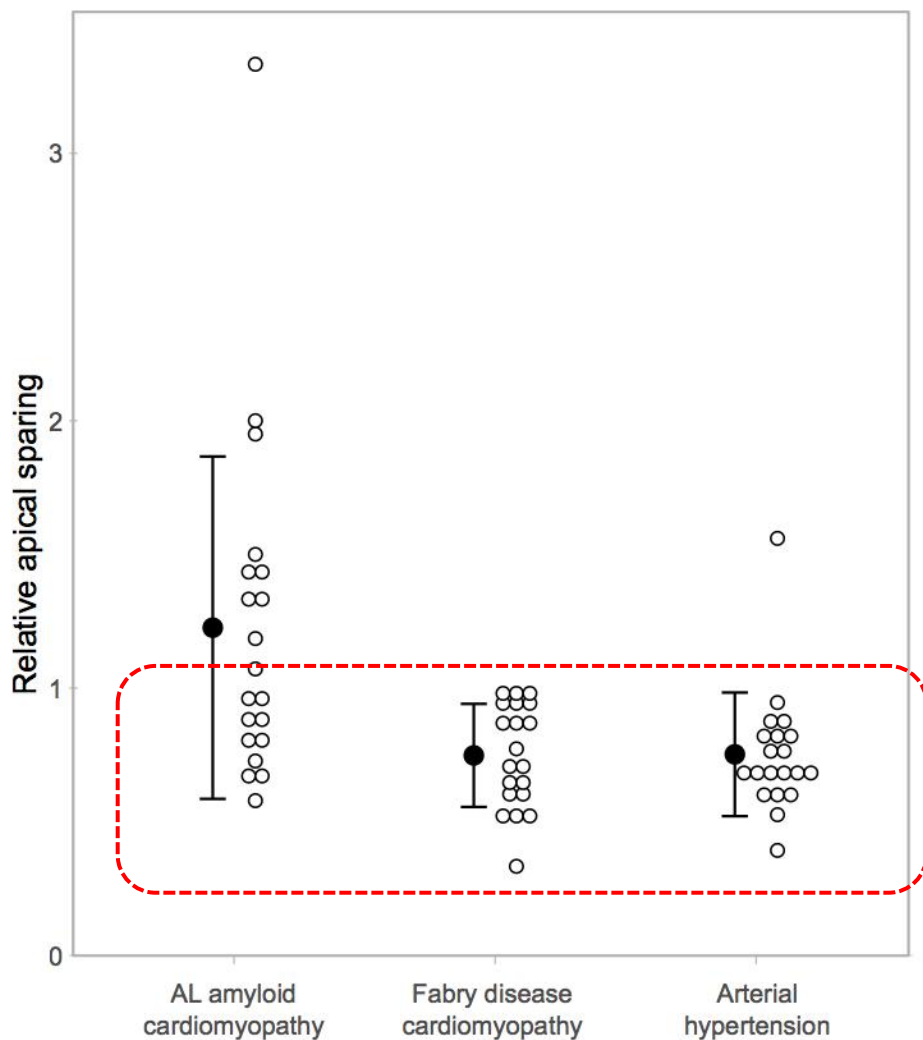 Relative apical sparing
3
2
1
0
AL amyloid
cardiomyopathy
Fabry disease
cardiomyopathy
Arterial
hypertension